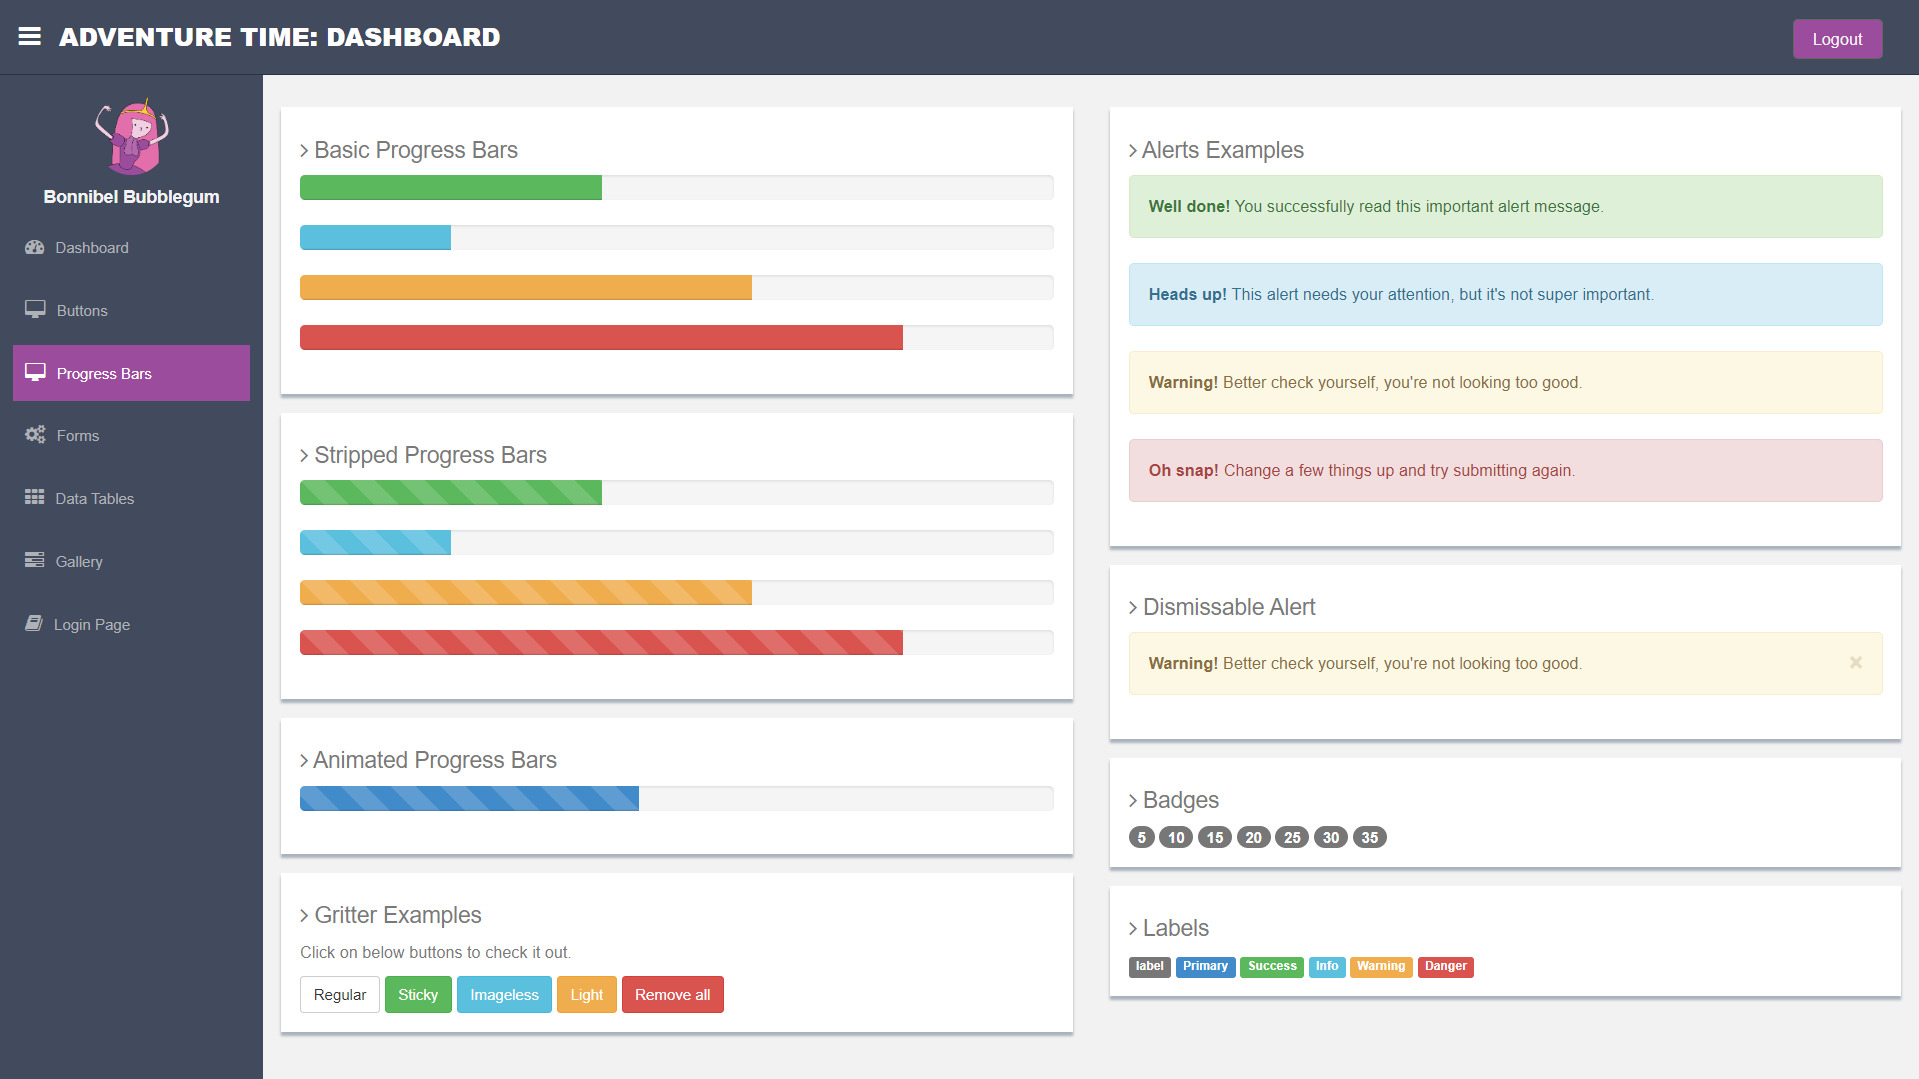 ADVENTURE TIME: DASHBOARD
Logout
Bonnibel Bubblegum
Dashboard
Buttons
Progress Bars
Forms
Data Tables
Gallery
Login Page
Basic Progress Bars
Stripped Progress Bars
Animated Progress Bars
Gritter Examples
Click on below buttons to check it out.
Regular Sticky Imageless Light Remove all
Alerts Examples
Well done! You successfully read this important alert message.
Heads up! This alert needs your attention, but it's not super important.
Warning! Better check yourself, you're not looking too good.
Oh snap! Change a few things up and try submitting again.
Dismissable Alert
Warning! Better check yourself, you're not looking too good. ×
Badges
5 10 15 20 25 30 35
Labels
label Primary Success Info Warning Danger